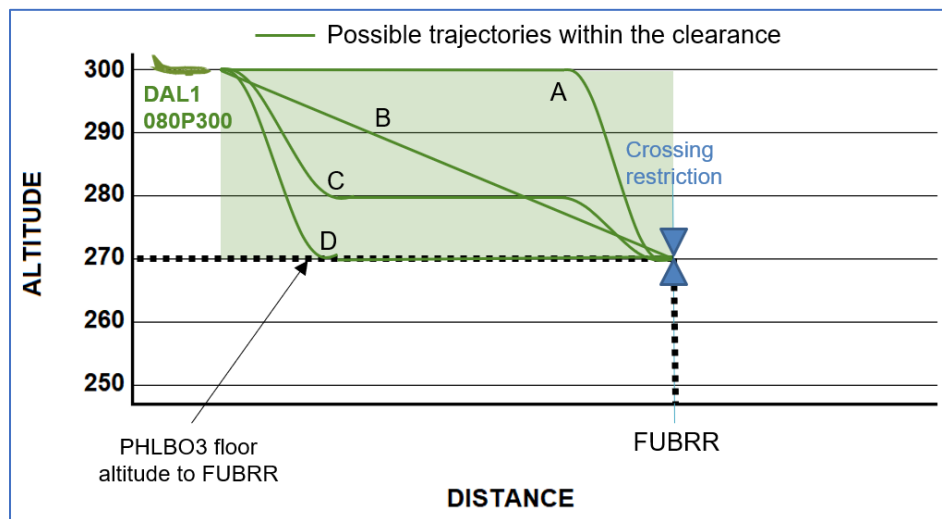 Possible trajectories within the clearance
300
DAL1
080P300
A
290
B
Crossing
restriction
280
C
270
D
260
250
ALTITUDE
PHLBO3 floor
altitude to FUBRR
FUBRR
DISTANCE